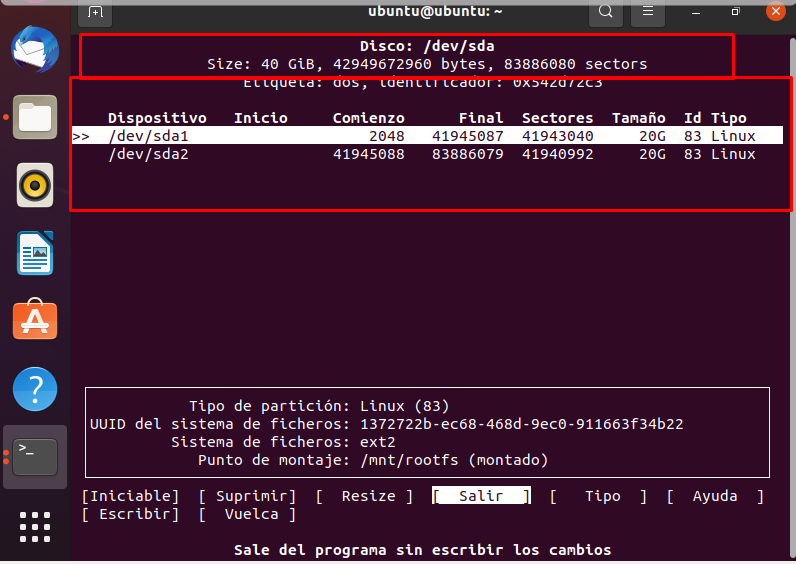 ubuntu@ubuntu: ~
Disco: /dev/sda
Size: 40 GiB, 42949672960 bytes, 83886080 sectors
Etiqueta: dos, identificador: 0x542d72c3
Dispositivo Inicio Comienzo Final Sectores Tamaño Id Tipo
>> /dev/sda1 2048 41945087 41943040 20G 83 Linux
/dev/sda2 41945088 83886079 41940992 20G 83 Linux
Tipo de partición: Linux (83)
UUID del sistema de ficheros: 1372722b-ec68-468d-9ec0-911663f34b22
Sistema de ficheros: ext2
Punto de montaje: /mnt/rootfs (montado)
[Iniciable] [ Suprimir] [ Resize ] [ Salir ] [ Tipo ] [ Ayuda ]
[ Escribir] [ Vuelca ]
Sale del programa sin escribir los cambios